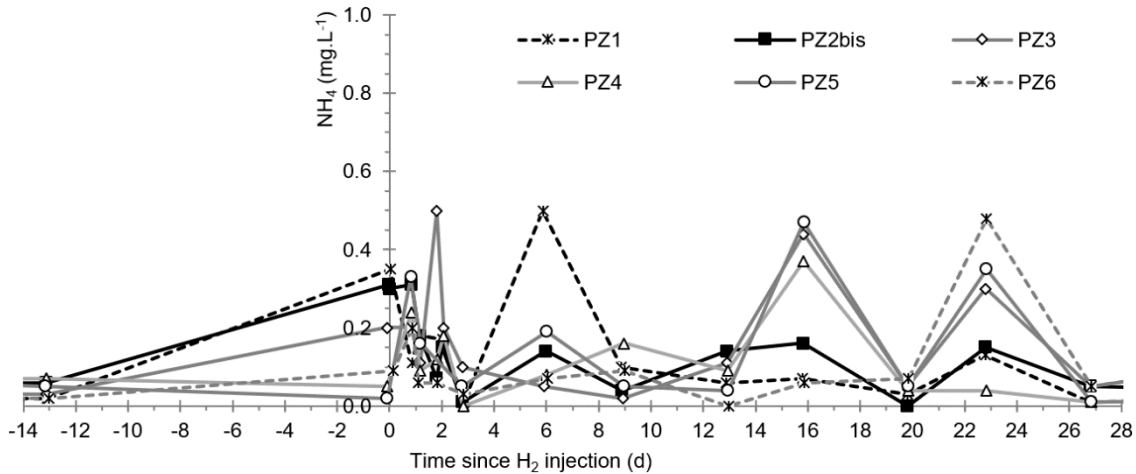 NH4 (mg.L-1)
1.0
0.8
0.6
0.4
0.2
0.0
PZ1 PZ2bis PZ3
PZ4 PZ5 PZ6
-14 -12 -10 -8 -6 -4 -2 0 2 4 6 8 10 12 14 16 18 20 22 24 26 28
Time since H2 injection (d)